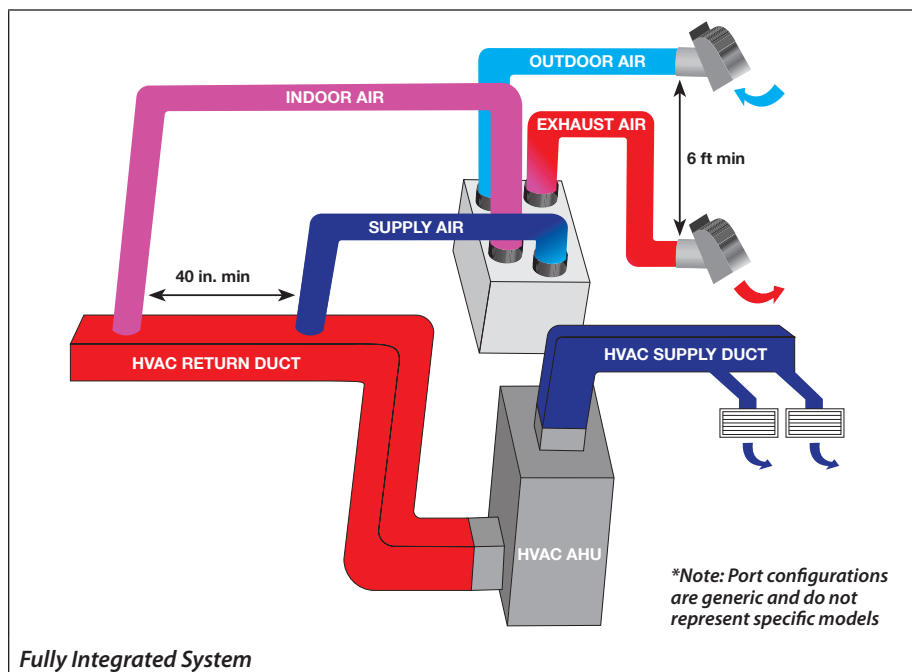 OUTDOOR AIR
INDOOR AIR
EXHAUST AIR
6 ft min
SUPPLY AIR
40 in. min
HVAC RETURN DUCT
HVAC SUPPLY DUCT
HVAC AHU
*Note: Port configurations
are generic and do not
represent specific models
Fully Integrated System